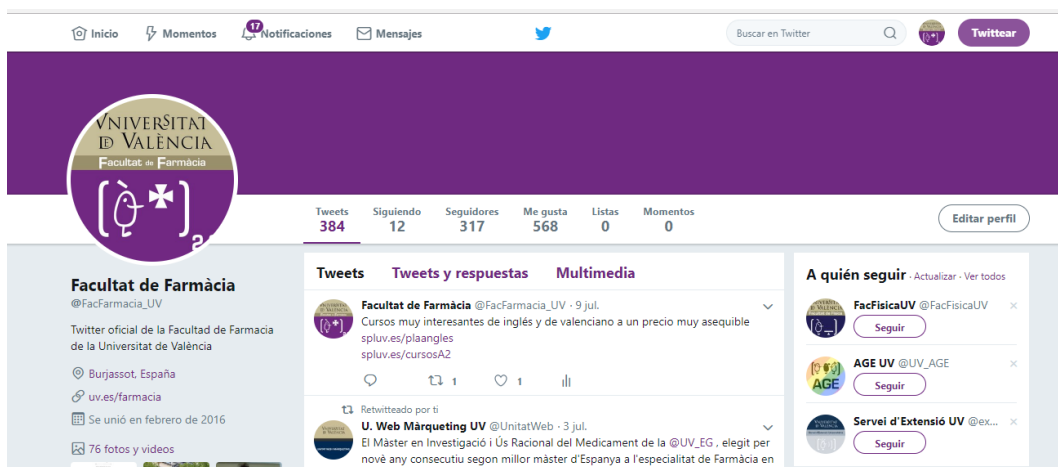 Inicio Momentos 17 Notificaciones Mensajes Buscar en Twitter Twittear
VNIVERSITAT
ID VALÈNCIA
Facultat de Farmàcia
Tweets Siguiendo Seguidores Me gusta Listas Momentos
384 12 317 568 0 0
Editar perfil
Facultat de Farmàcia
@FacFarmacia_UV
Twitter oficial de la Facultad de Farmacia
de la Universitat de València
Burjassot, España
uv.es/farmacia
Se unió en febrero de 2016
76 fotos y videos
Tweets Tweets y respuestas Multimedia
Facultat de Farmàcia @FacFarmacia_UV · 9 jul.
Cursos muy interesantes de inglés y de valenciano a un precio muy asequible
spluv.es/plaangles
spluv.es/cursosA2
1 1
Retwitteado por ti
U. Web Màrqueting UV @UnitatWeb · 3 jul.
El Màster en Investigació i Ús Racional del Medicament de la @UV_EG , elegit per
novè any consecutiu segon millor màster d'Espanya a l'especialitat de Farmàcia en
A quién seguir · Actualizar · Ver todos
FacFisicaUV @FacFisicaUV
Seguir
AGE
AGE UV @UV_AGE
Seguir
Servei d'Extensió UV @ex...
Seguir